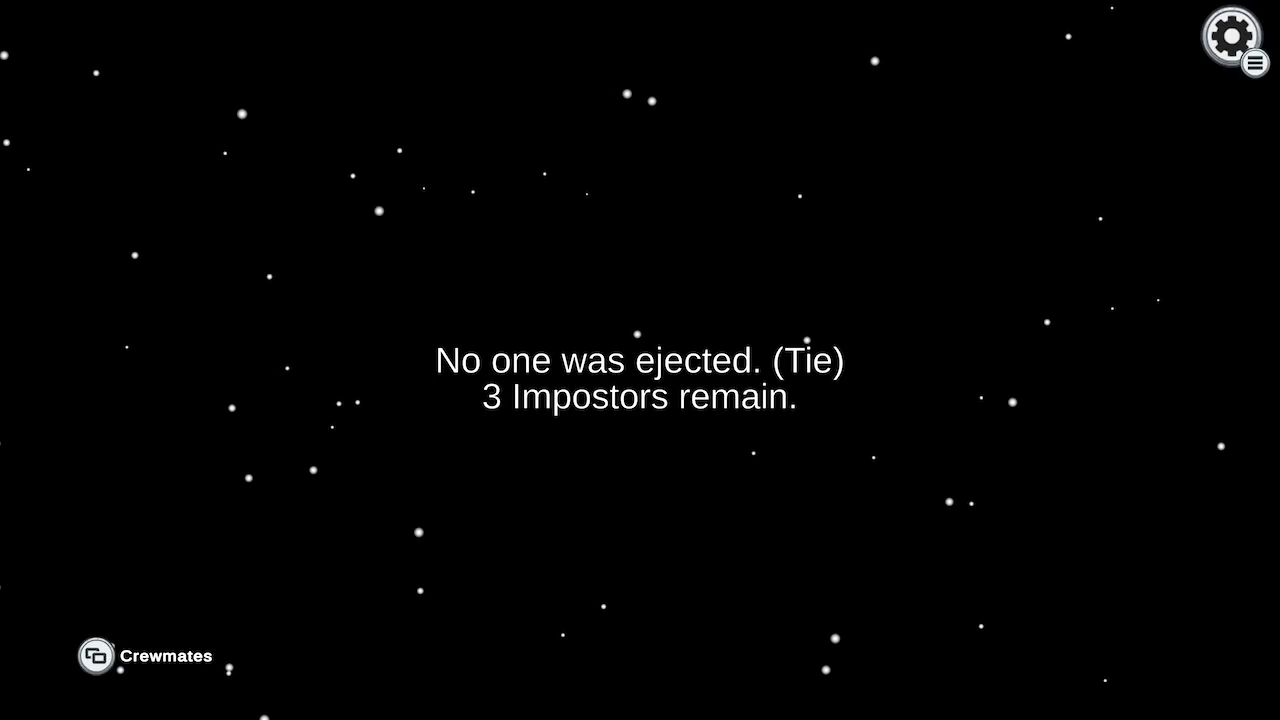 No one was ejected. (Tie)
3 Impostors remain.
Crewmates